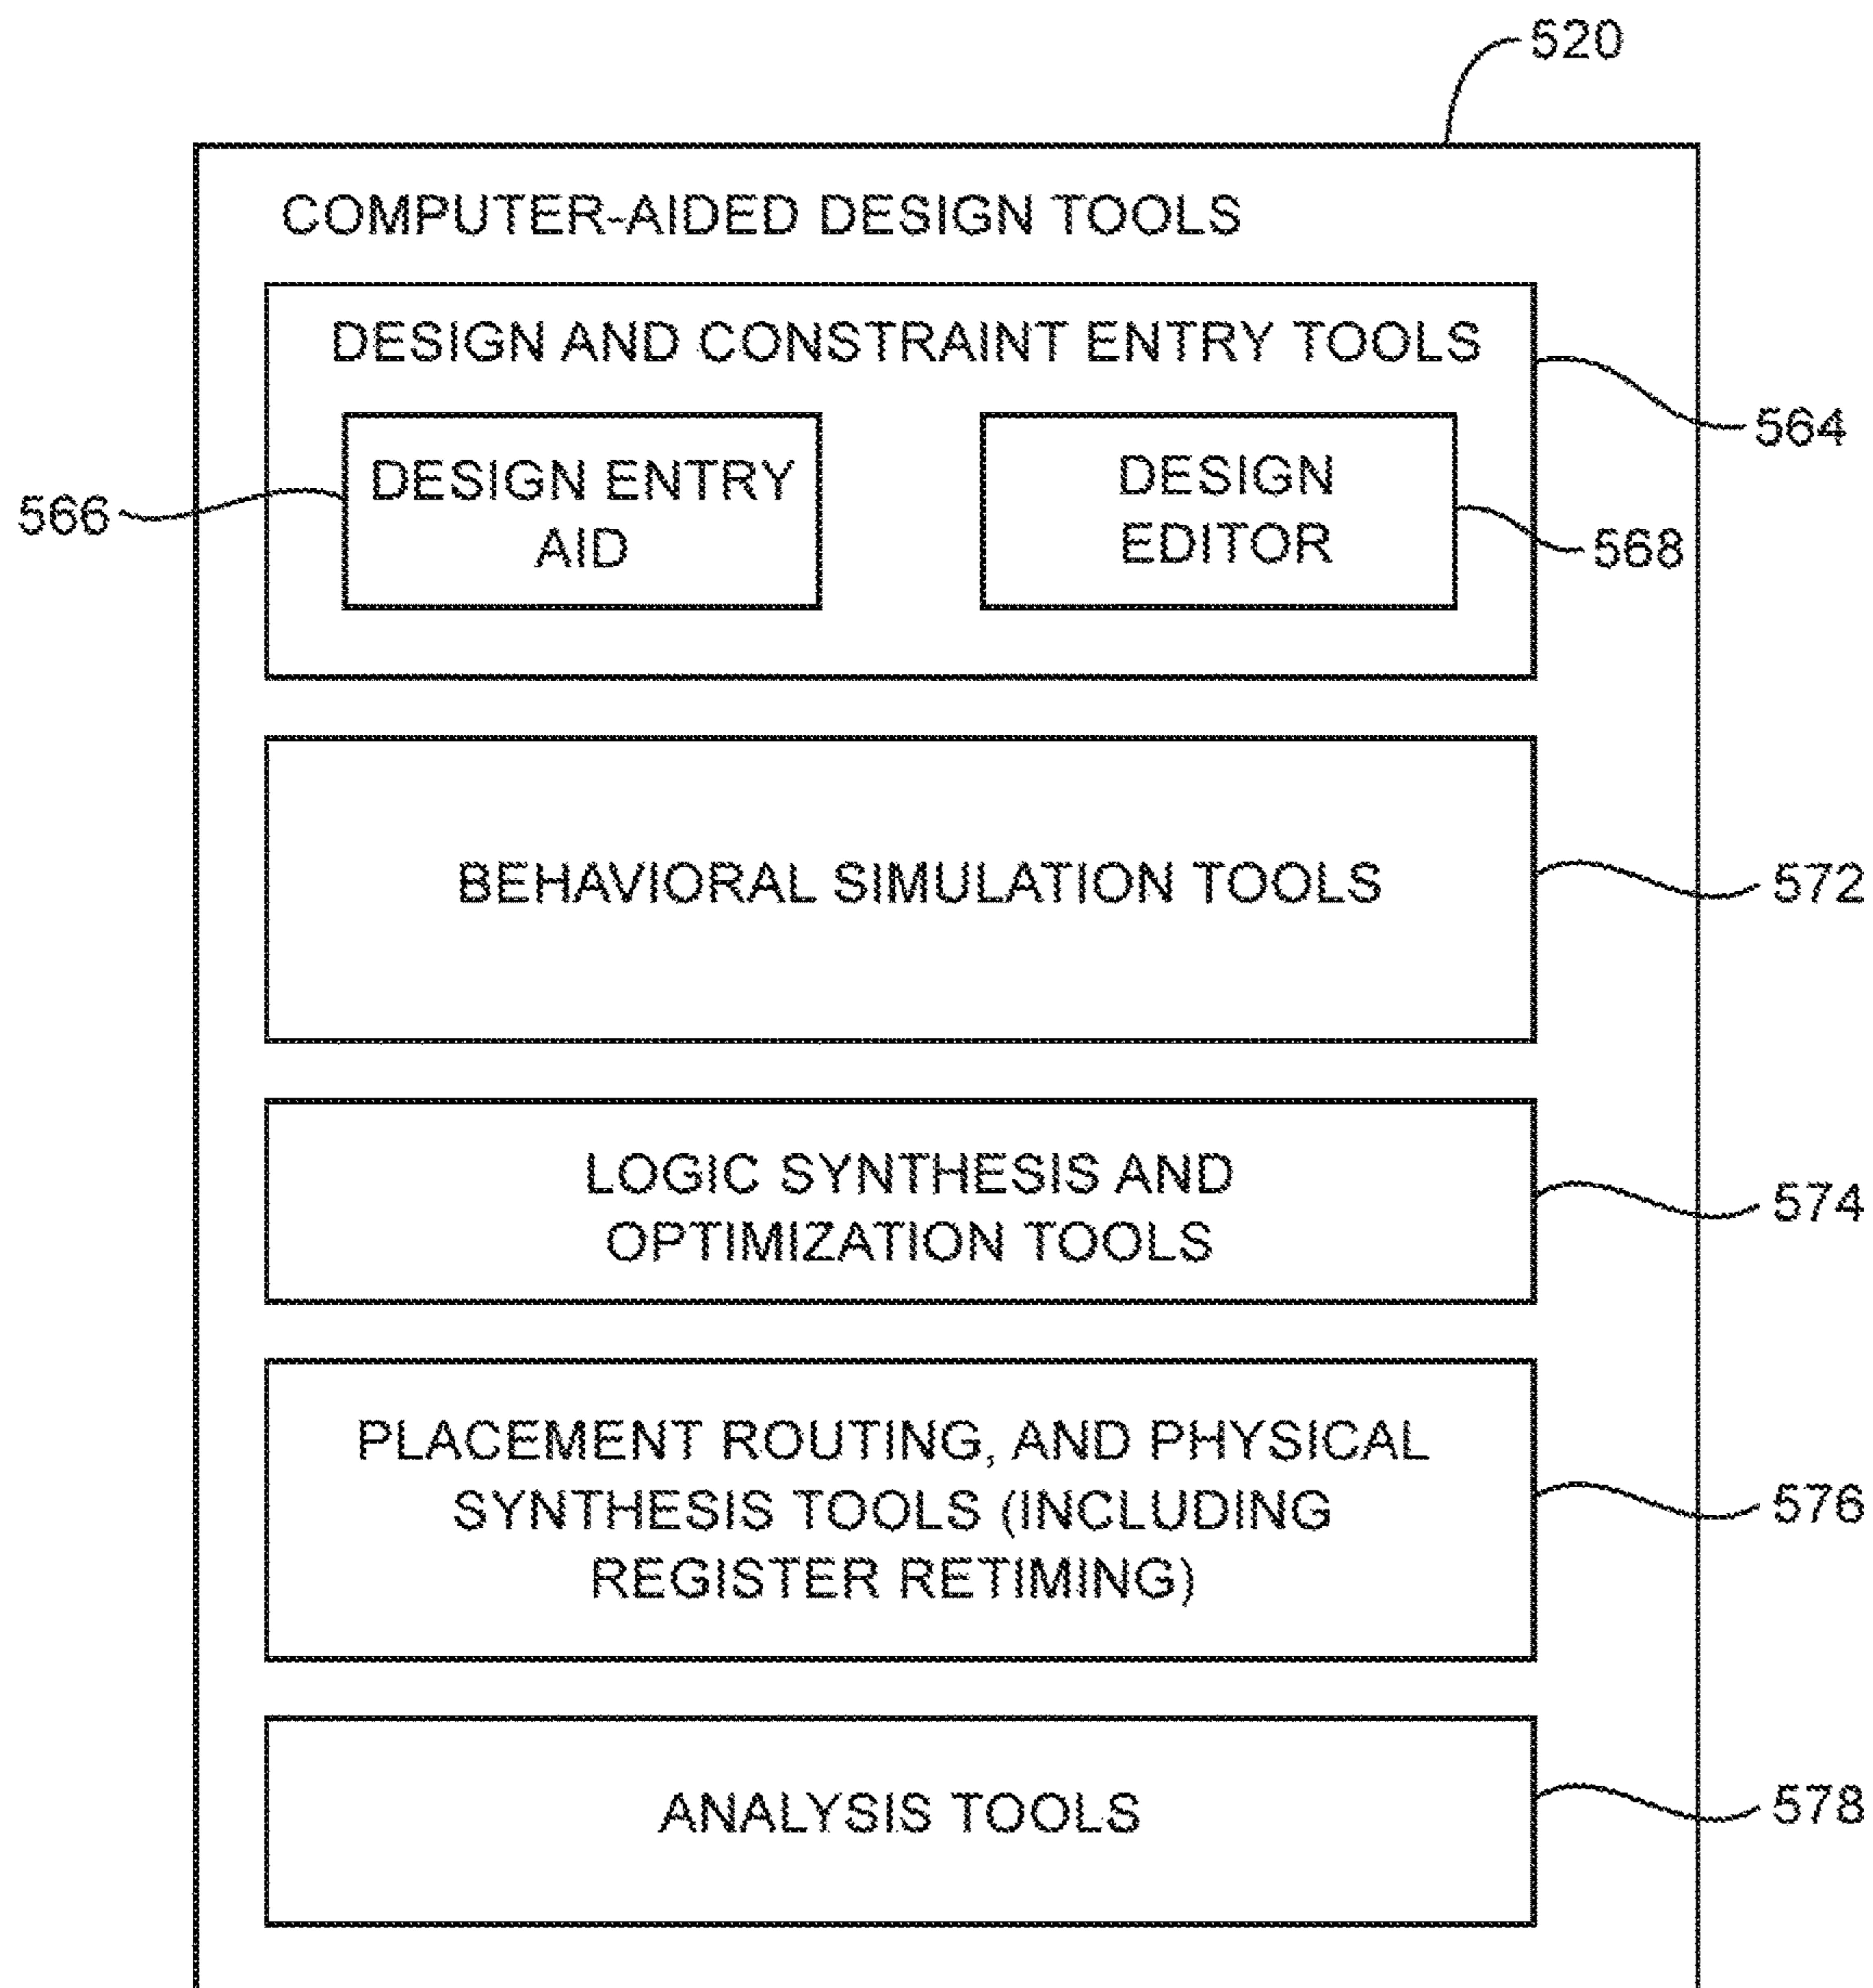 520
COMPUTER-AIDED DESIGN TOOLS
DESIGN AND CONSTRAINT ENTRY TOOLS
564
DESIGN ENTRY
AID
566
DESIGN
EDITOR
568
BEHAVIORAL SIMULATION TOOLS
572
LOGIC SYNTHESIS AND
OPTIMIZATION TOOLS
574
PLACEMENT ROUTING, AND PHYSICAL
SYNTHESIS TOOLS (INCLUDING
REGISTER RETIMING)
576
ANALYSIS TOOLS
578